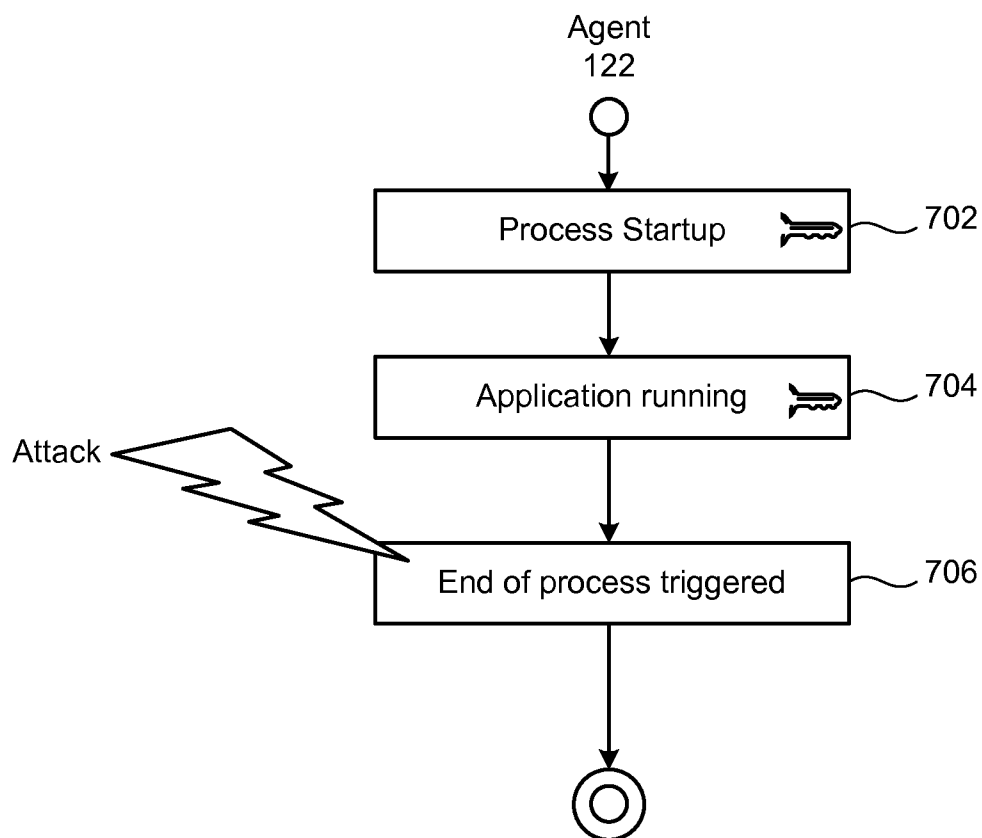 Agent
122
Process Startup
702
Application running
704
Attack
End of process triggered
706